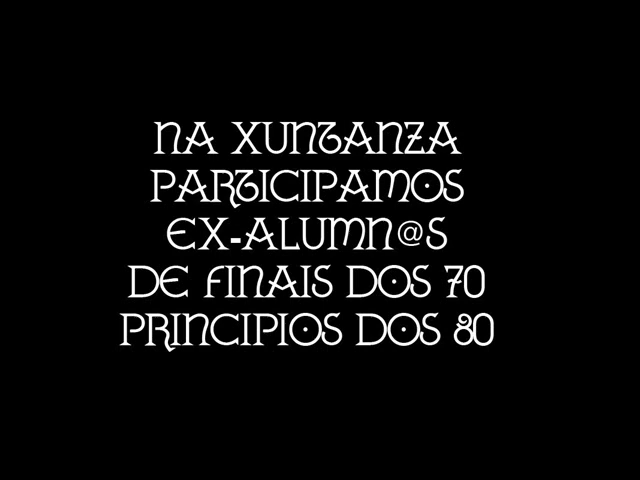 NA XUNTANZA
PARTICIPAMOS
EX-ALUMN@S
DE FINAIS DOS 70
PRINCIPIOS DOS 80